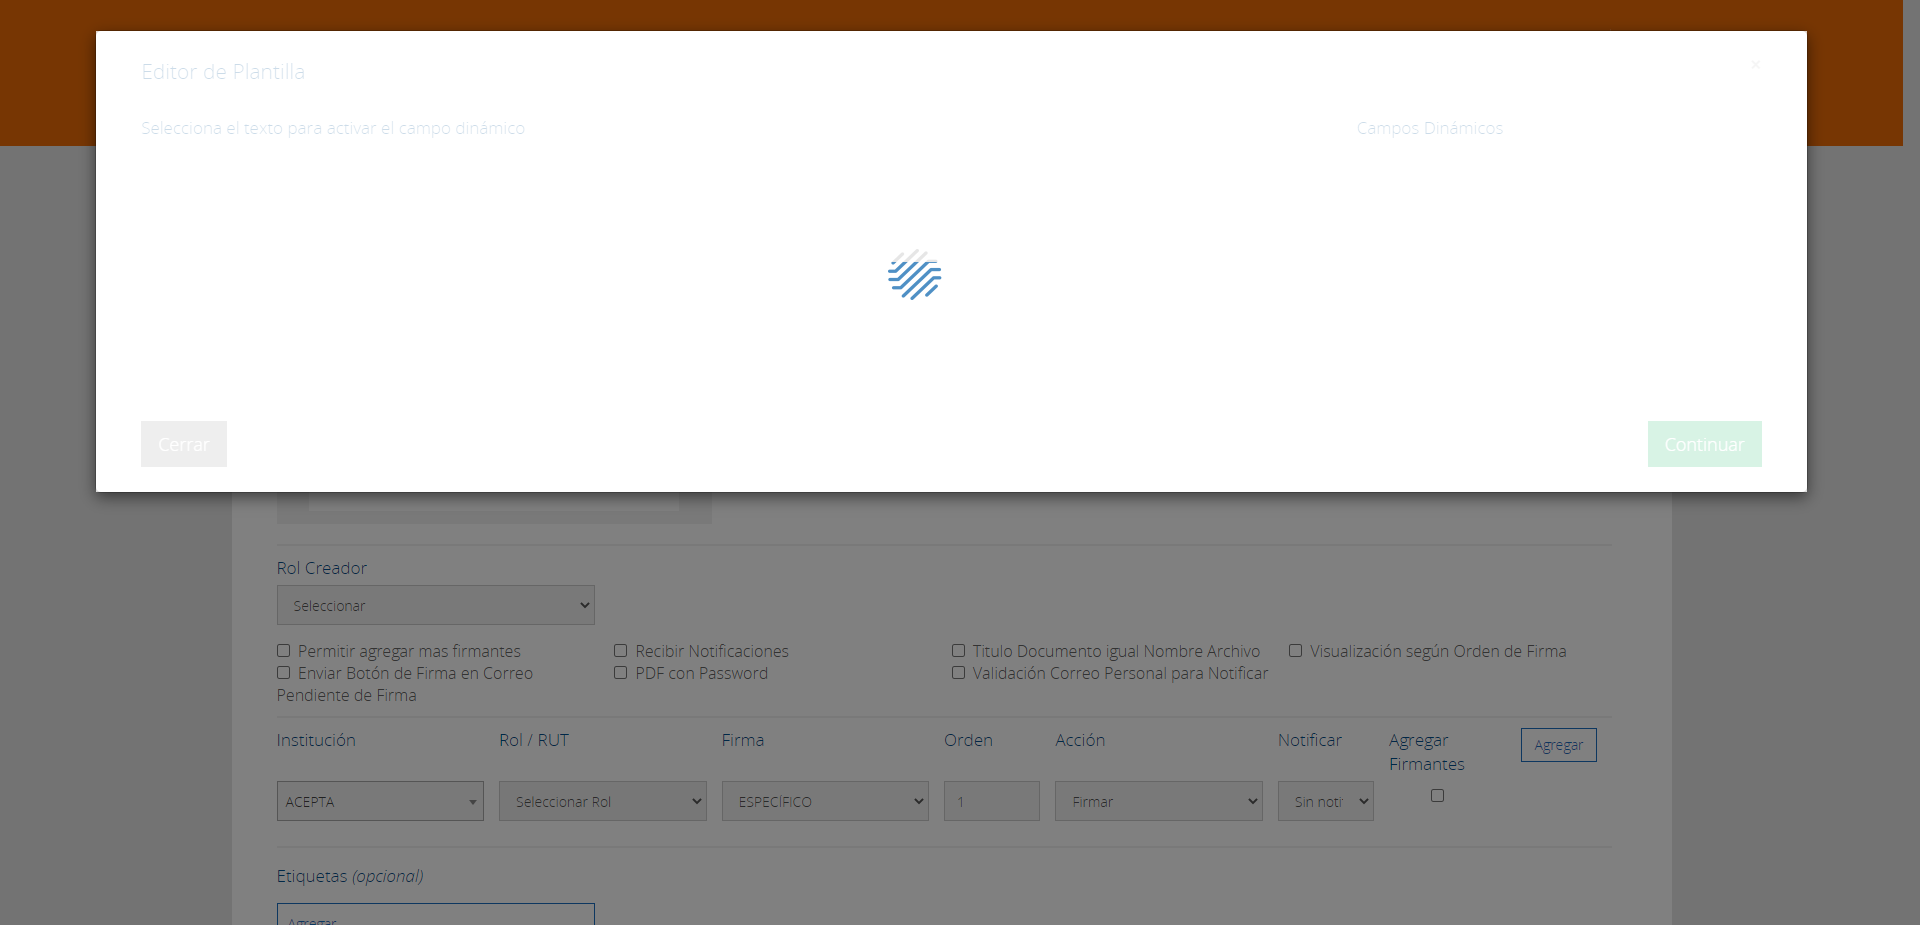 Editor de Plantilla
×
Selecciona el texto para activar el campo dinámico
Campos Dinámicos
Cerrar
Continuar
Rol Creador
Seleccionar
Permitir agregar mas firmantes
Recibir Notificaciones
Titulo Documento igual Nombre Archivo
Visualización según Orden de Firma
Enviar Botón de Firma en Correo Pendiente de Firma
PDF con Password
Validación Correo Personal para Notificar
Institución
Rol / RUT
Firma
Orden
Acción
Notificar
Agregar Firmantes
Agregar
ACEPTA
Seleccionar Rol
ESPECÍFICO
1
Firmar
Sin noti
Etiquetas (opcional)
Agregar